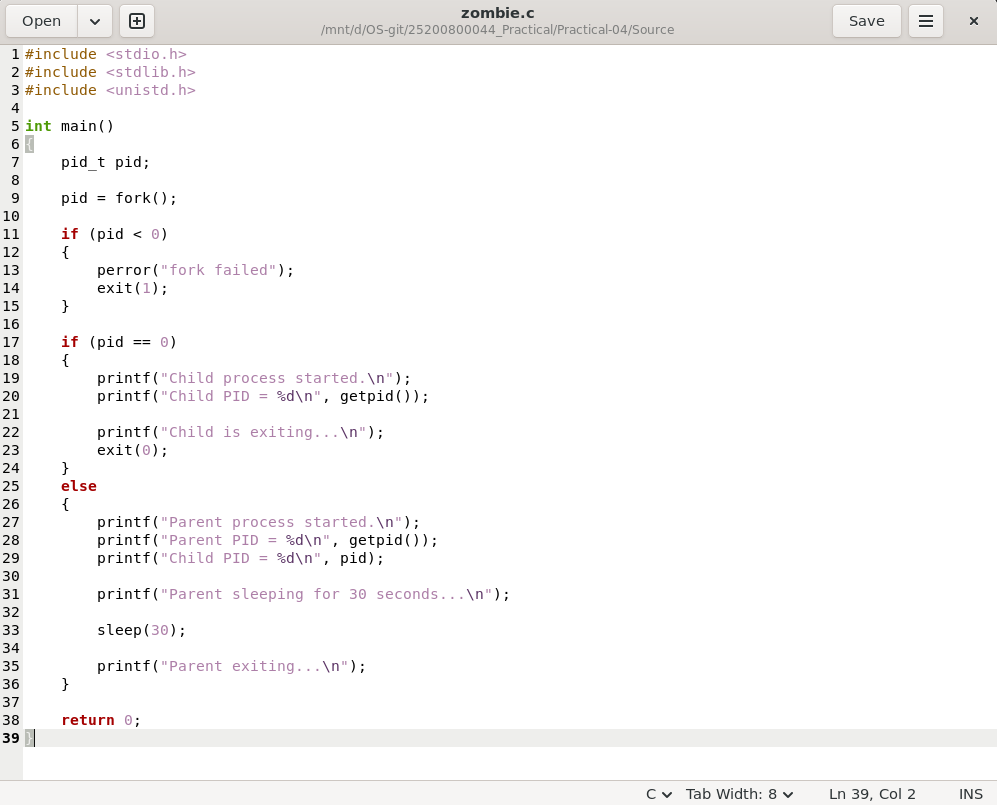 Open
zombie.c
/mnt/d/OS-git/25200800044_Practical/Practical-04/Source
Save
1 #include <stdio.h>
2 #include <stdlib.h>
3 #include <unistd.h>
4
5 int main()
6 {
7     pid_t pid;
8
9     pid = fork();
10
11     if (pid < 0)
12     {
13         perror("fork failed");
14         exit(1);
15     }
16
17     if (pid == 0)
18     {
19         printf("Child process started.\n");
20         printf("Child PID = %d\n", getpid());
21
22         printf("Child is exiting...\n");
23         exit(0);
24     }
25     else
26     {
27         printf("Parent process started.\n");
28         printf("Parent PID = %d\n", getpid());
29         printf("Child PID = %d\n", pid);
30
31         printf("Parent sleeping for 30 seconds...\n");
32
33         sleep(30);
34
35         printf("Parent exiting...\n");
36     }
37
38     return 0;
39 }
C Tab Width: 8 Ln 39, Col 2 INS